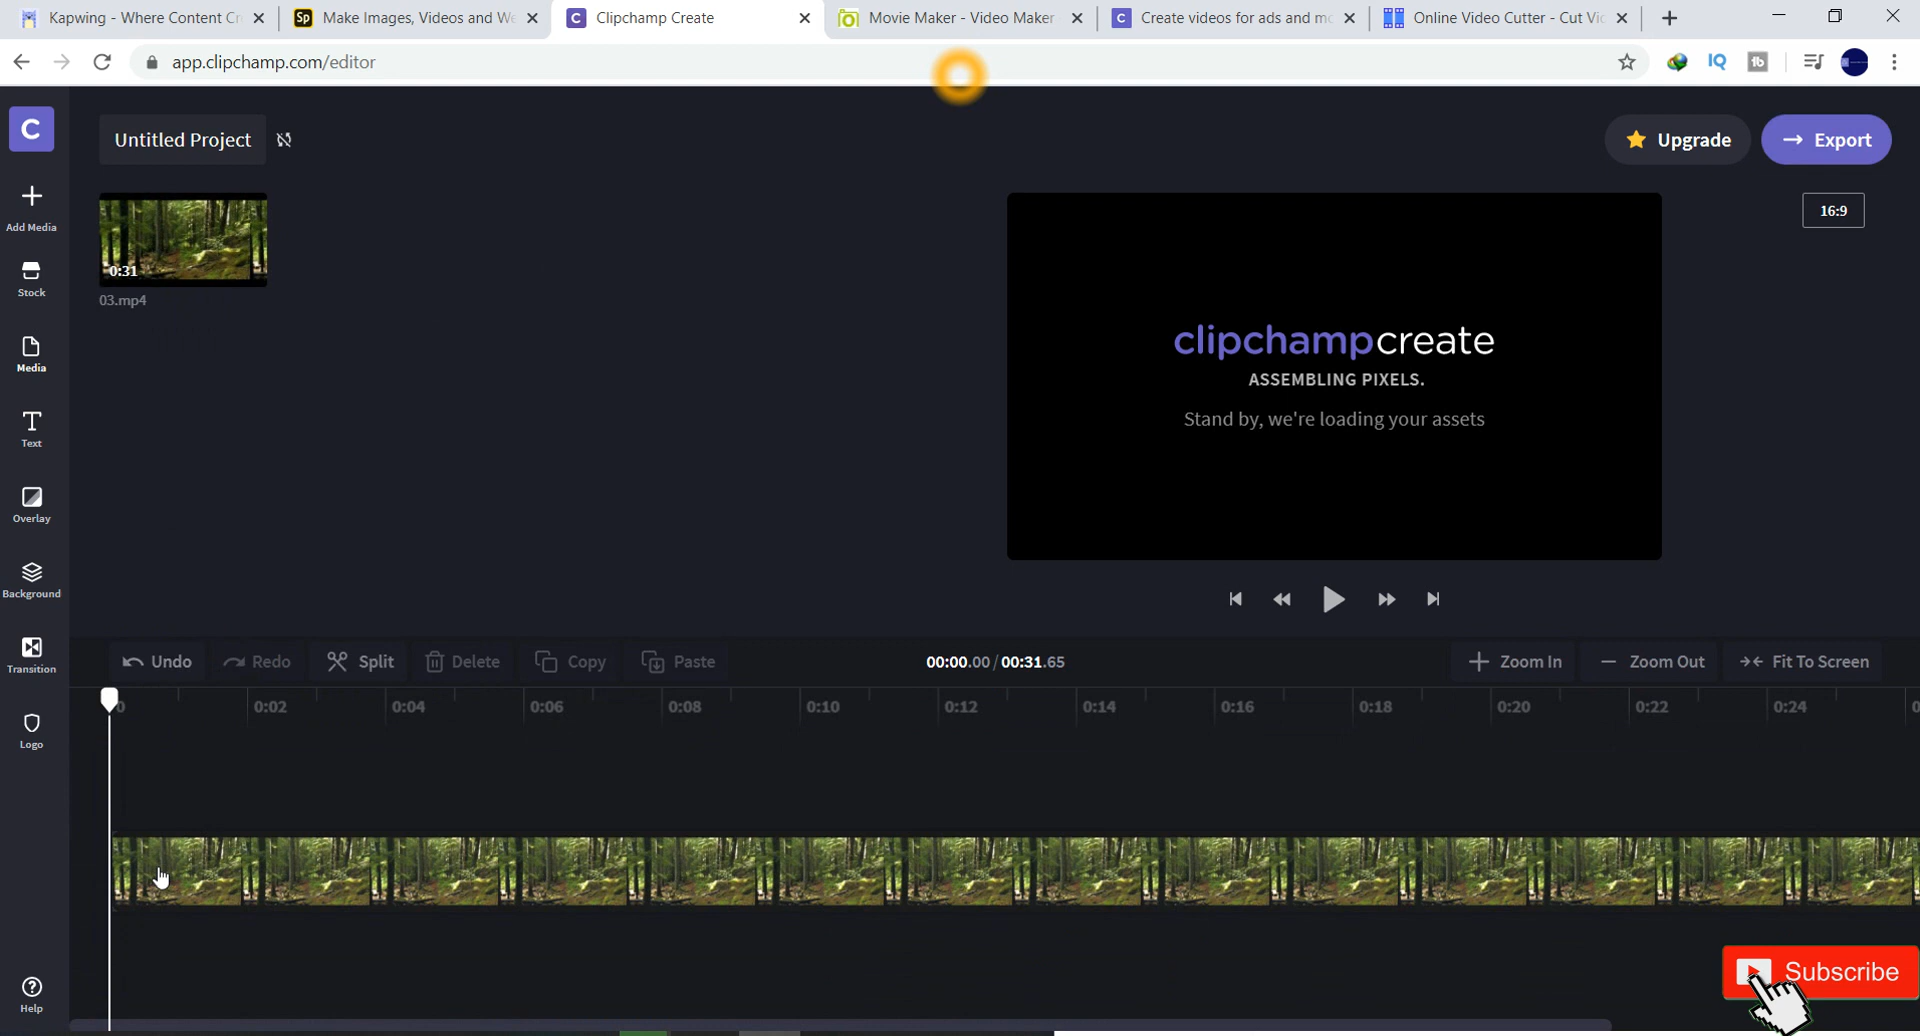 Kapwing - Where Content Cr
Make Images, Videos and We
Clipchamp Create
Movie Maker - Video Maker
Create videos for ads and mo
Online Video Cutter - Cut Vid
app.clipchamp.com/editor
IQ
C
Untitled Project
Upgrade
Export
Add Media
Stock
Media
Text
Overlay
Background
Transition
Logo
Help
0:31
03.mp4
16:9
clipchampcreate
ASSEMBLING PIXELS.
Stand by, we're loading your assets
Undo
Redo
Split
Delete
Copy
Paste
00:00.00 / 00:31.65
Zoom In
Zoom Out
Fit To Screen
0 0:02 0:04 0:06 0:08 0:10 0:12 0:14 0:16 0:18 0:20 0:22 0:24
Subscribe